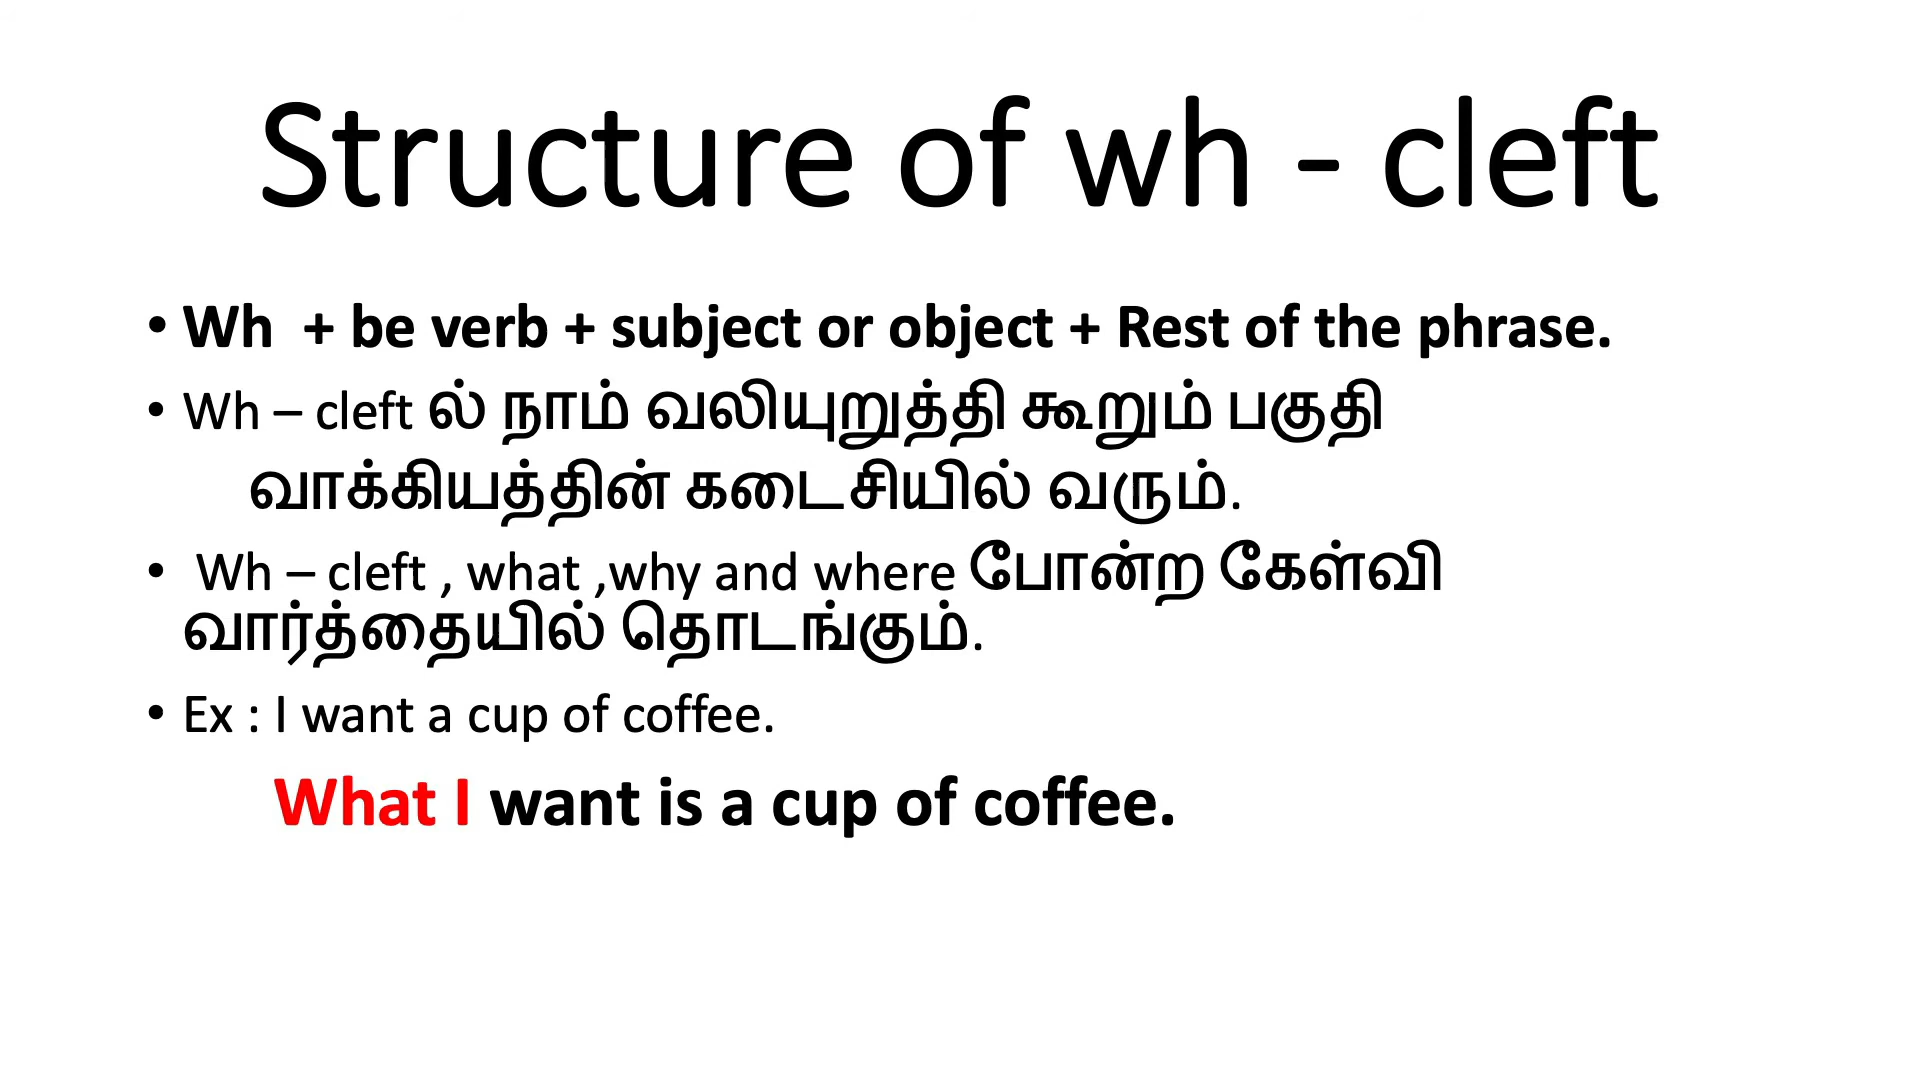 Structure of wh - cleft
• Wh + be verb + subject or object + Rest of the phrase.
• Wh – cleft ல் நாம் வலியுறுத்தி கூறும் பகுதி
வாக்கியத்தின் கடைசியில் வரும்.
• Wh – cleft , what ,why and where போன்ற கேள்வி
வார்த்தையில் தொடங்கும்.
• Ex : I want a cup of coffee.
What I want is a cup of coffee.